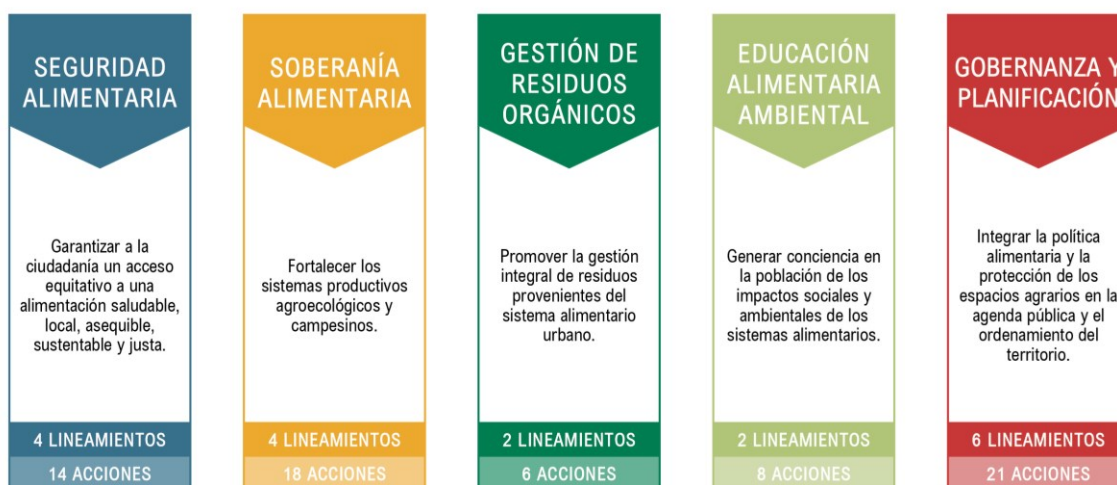 SEGURIDAD
ALIMENTARIA
Garantizar a la
ciudadanía un acceso
equitativo a una
alimentación saludable,
local, asequible,
sustentable y justa.
4 LINEAMIENTOS
14 ACCIONES
SOBERANÍA
ALIMENTARIA
Fortalecer los
sistemas productivos
agroecológicos y
campesinos.
4 LINEAMIENTOS
18 ACCIONES
GESTIÓN DE
RESIDUOS
ORGÁNICOS
Promover la gestión
integral de residuos
provenientes del
sistema alimentario
urbano.
2 LINEAMIENTOS
6 ACCIONES
EDUCACIÓN
ALIMENTARIA
AMBIENTAL
Generar conciencia en
la población de los
impactos sociales y
ambientales de los
sistemas alimentarios.
2 LINEAMIENTOS
8 ACCIONES
GOBERNANZA Y
PLANIFICACIÓN
Integrar la política
alimentaria y la
protección de los
espacios agrarios en la
agenda pública y el
ordenamiento del
territorio.
6 LINEAMIENTOS
21 ACCIONES